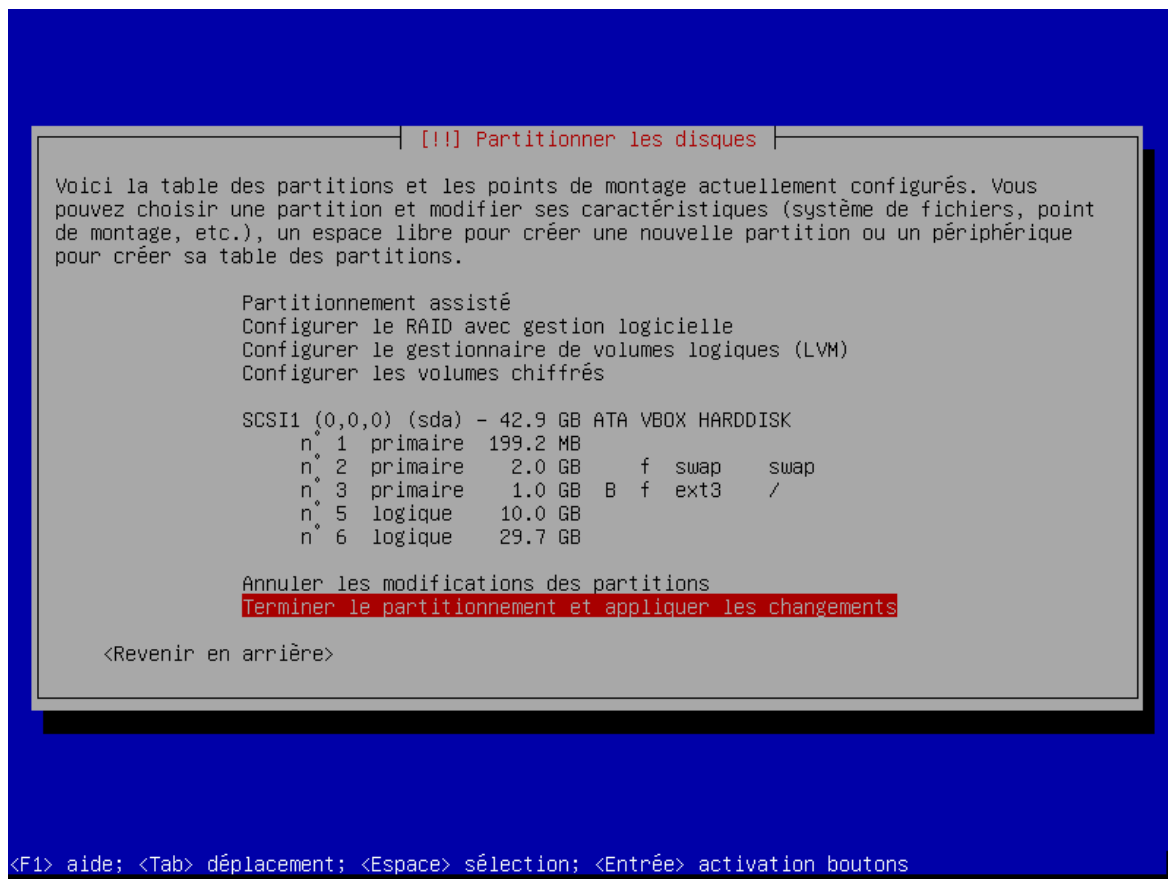 [!!] Partitionner les disques
Voici la table des partitions et les points de montage actuellement configurés. Vous
pouvez choisir une partition et modifier ses caractéristiques (système de fichiers, point
de montage, etc.), un espace libre pour créer une nouvelle partition ou un périphérique
pour créer sa table des partitions.
Partitionnement assisté
Configurer le RAID avec gestion logicielle
Configurer le gestionnaire de volumes logiques (LVM)
Configurer les volumes chiffrés
SCSI1 (0,0,0) (sda) - 42.9 GB ATA VBOX HARDDISK
n° 1 primaire 199.2 MB
n° 2 primaire 2.0 GB f swap swap
n° 3 primaire 1.0 GB B f ext3 /
n° 5 logique 10.0 GB
n° 6 logique 29.7 GB
Annuler les modifications des partitions
Terminer le partitionnement et appliquer les changements
<Revenir en arrière>
<F1> aide; <Tab> déplacement; <Espace> sélection; <Entrée> activation boutons